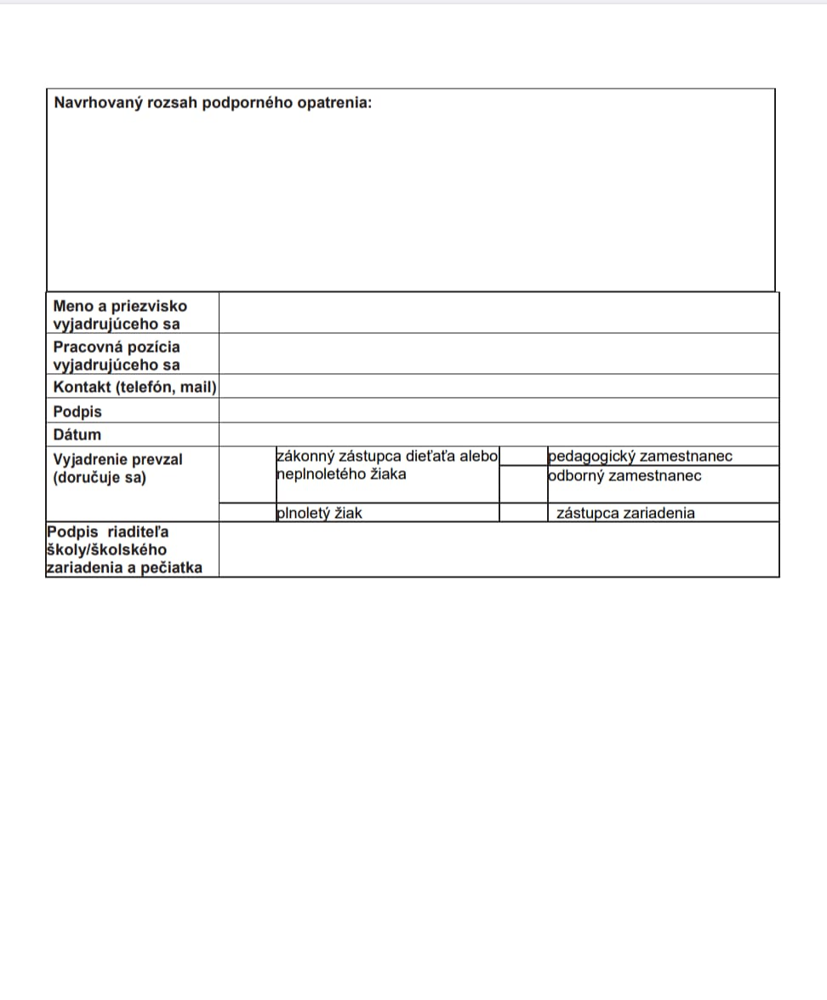 Navrhovaný rozsah podporného opatrenia:
Meno a priezvisko
vyjadrujúceho sa
Pracovná pozícia
vyjadrujúceho sa
Kontakt (telefón, mail)
Podpis
Dátum
Vyjadrenie prevzal
(doručuje sa)
zákonný zástupca dieťaťa alebo
neplnoletého žiaka
pedagogický zamestnanec
odborný zamestnanec
plnoletý žiak
zástupca zariadenia
Podpis  riaditeľa
školy/školského
zariadenia a pečiatka